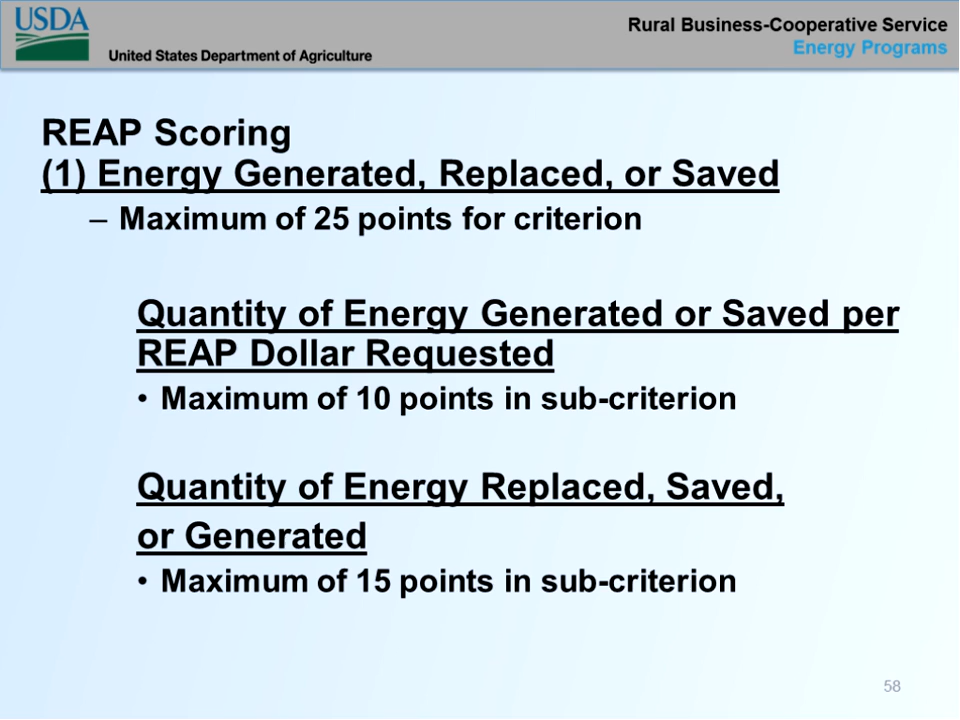 USDA
United States Department of Agriculture
Rural Business-Cooperative Service
Energy Programs
REAP Scoring
(1) Energy Generated, Replaced, or Saved
– Maximum of 25 points for criterion
Quantity of Energy Generated or Saved per
REAP Dollar Requested
• Maximum of 10 points in sub-criterion
Quantity of Energy Replaced, Saved,
or Generated
• Maximum of 15 points in sub-criterion
58